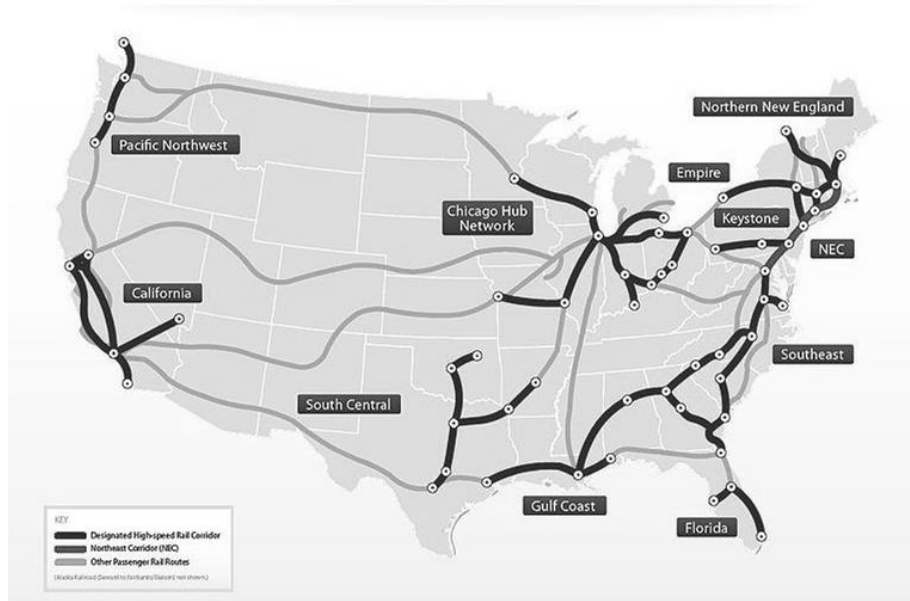 Northern New England
Pacific Northwest
Empire
Chicago Hub
Network
Keystone
NEC
California
Southeast
South Central
Gulf Coast
Florida
KEY
Designated High-speed Rail Corridor
Northeast Corridor (NEC)
Other Passenger Rail Routes